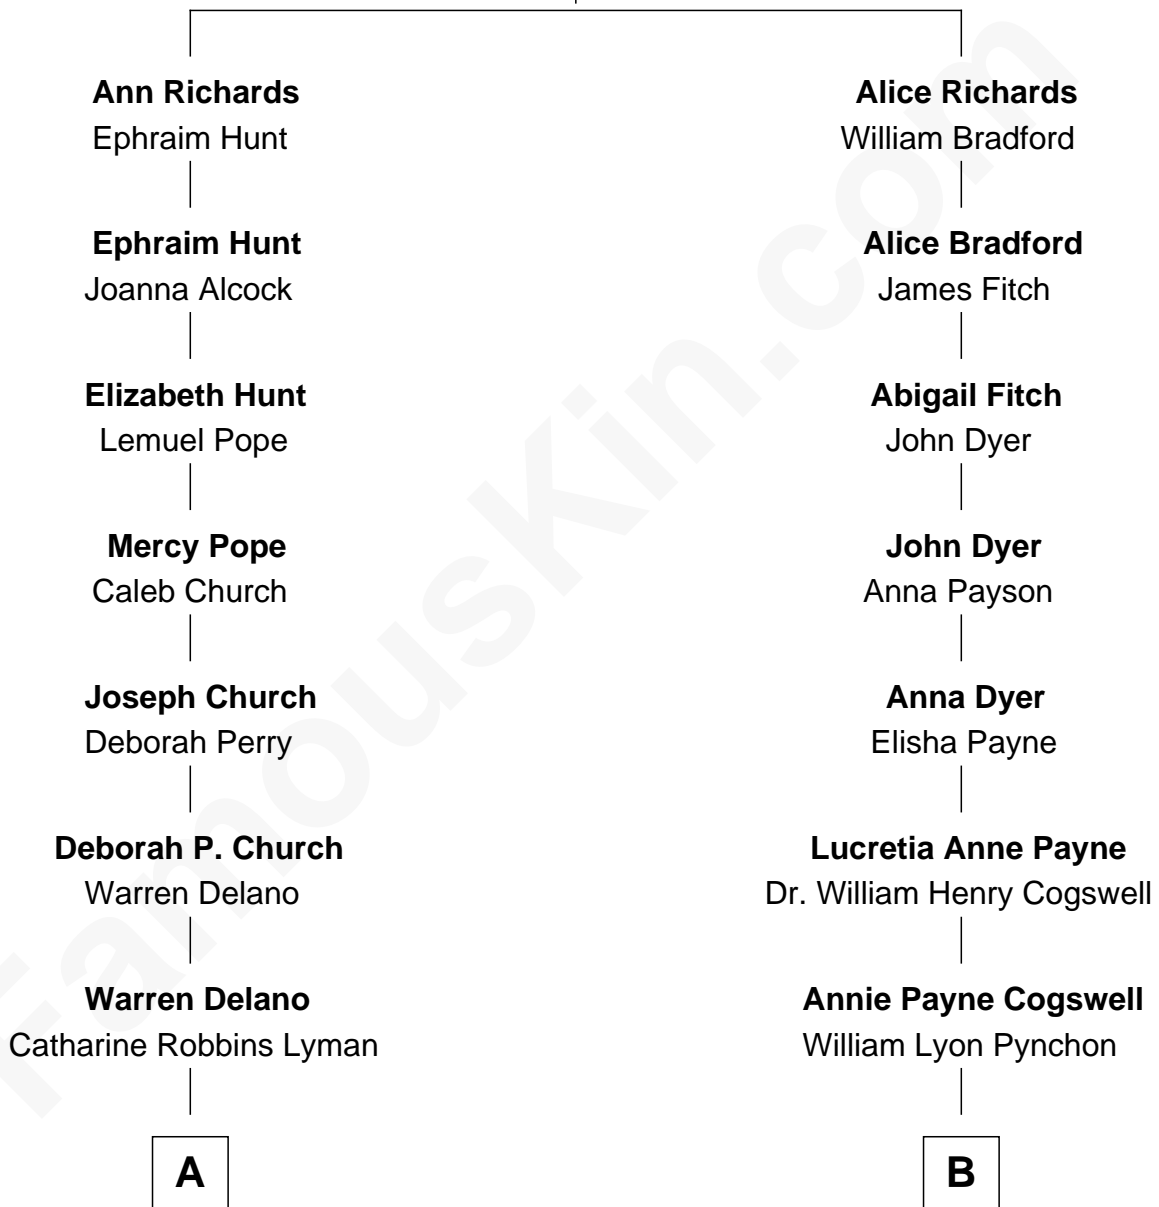 Ann Richards
Ephraim Hunt
Alice Richards
William Bradford
Ephraim Hunt
Joanna Alcock
Alice Bradford
James Fitch
Elizabeth Hunt
Lemuel Pope
Abigail Fitch
John Dyer
Mercy Pope
Caleb Church
John Dyer
Anna Payson
Joseph Church
Deborah Perry
Anna Dyer
Elisha Payne
Deborah P. Church
Warren Delano
Lucretia Anne Payne
Dr. William Henry Cogswell
Warren Delano
Catharine Robbins Lyman
Annie Payne Cogswell
William Lyon Pynchon
A
B
FamousKin.com